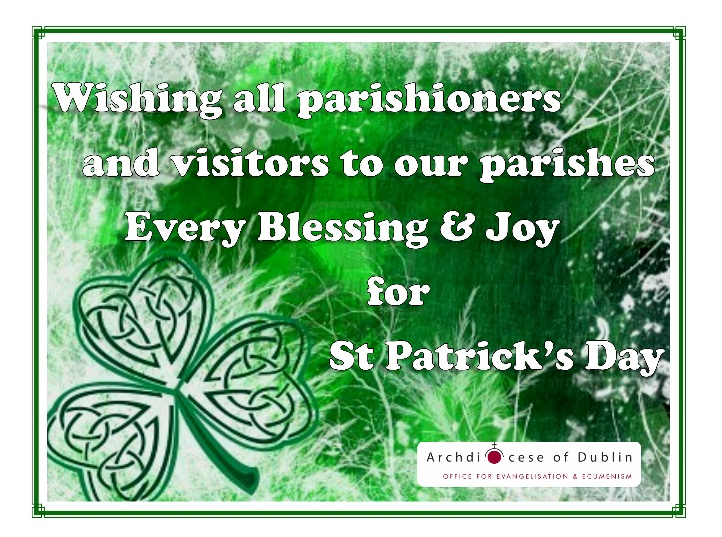 Wishing all parishioners
and visitors to our parishes
Every Blessing & Joy
for
St Patrick's Day
Archdiocese of Dublin
OFFICE FOR EVANGELISATION & ECUMENISM